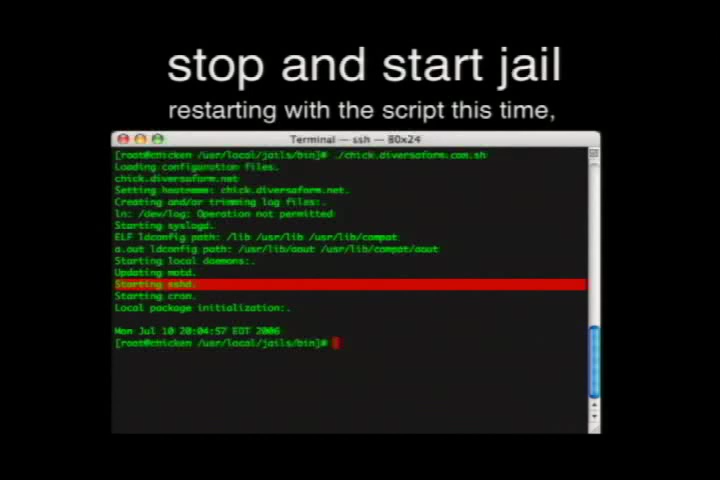 stop and start jail
restarting with the script this time,
Terminal — ssh — 80x24
[root@chicken /usr/local/jails/bin]# ./chick.diversaform.com.sh
Loading configuration files.
chick.diversaform.net
Setting hostname: chick.diversaform.net.
Creating and/or trimming log files:.
ln: /dev/log: Operation not permitted
Starting syslogd.
ELF ldconfig path: /lib /usr/lib /usr/lib/compat
a.out ldconfig path: /usr/lib/aout /usr/lib/compat/aout
Starting local daemons:.
Updating motd.
Starting sshd.
Starting cron.
Local package initialization:.
Mon Jul 10 20:04:57 EDT 2006
[root@chicken /usr/local/jails/bin]#